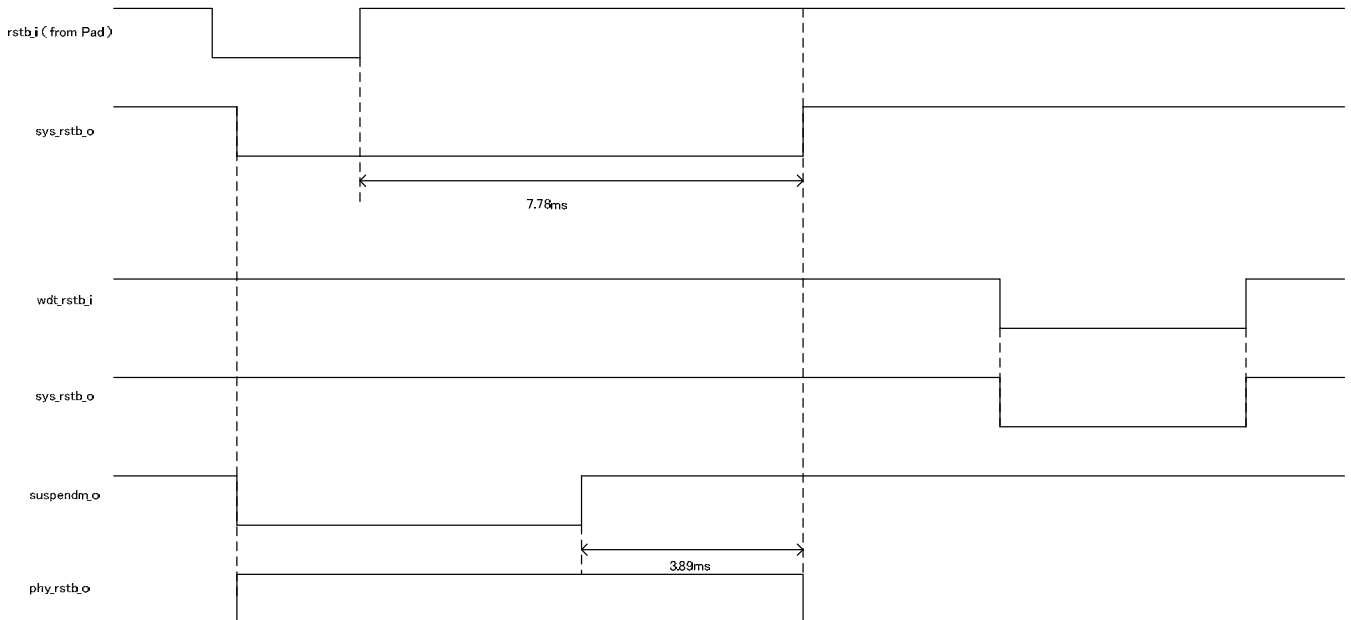 rstb_i ( from Pad )
sys_rstb_o
7.78ms
wdt_rstb_i
sys_rstb_o
suspendm_o
3.89ms
phy_rstb_o